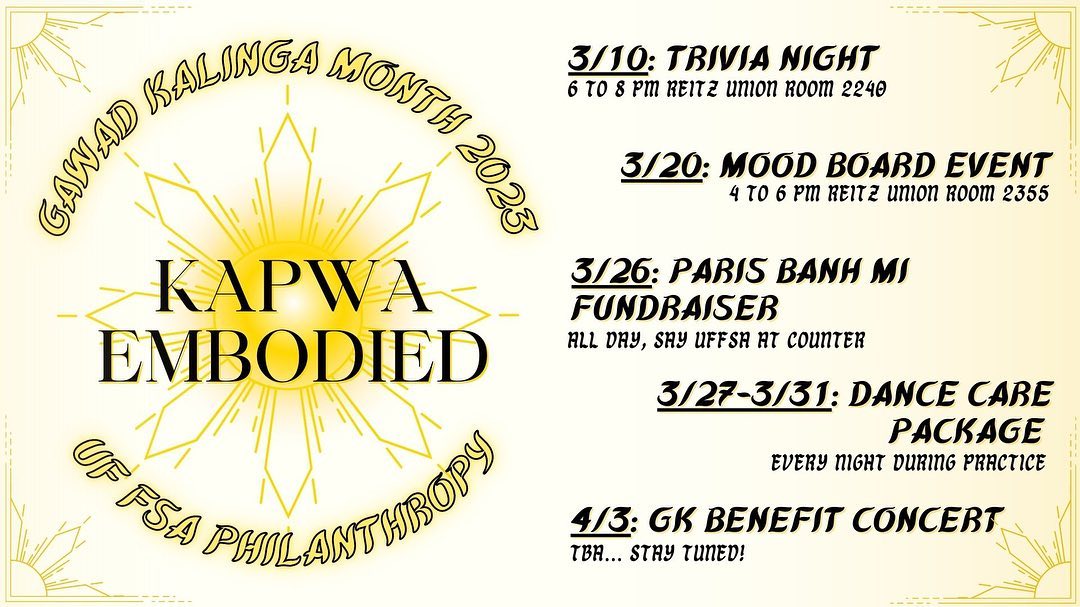 GAWAD KALINGA MONTH 2023
KAPWA
EMBODIED
UF FSA PHILANTHROPY
3/10: TRIVIA NIGHT
6 TO 8 PM REITZ UNION ROOM 2240
3/20: MOOD BOARD EVENT
4 TO 6 PM REITZ UNION ROOM 2355
3/26: PARIS BANH MI
FUNDRAISER
ALL DAY, SAY UFFSA AT COUNTER
3/27-3/31: DANCE CARE
PACKAGE
EVERY NIGHT DURING PRACTICE
4/3: GK BENEFIT CONCERT
TBA... STAY TUNED!